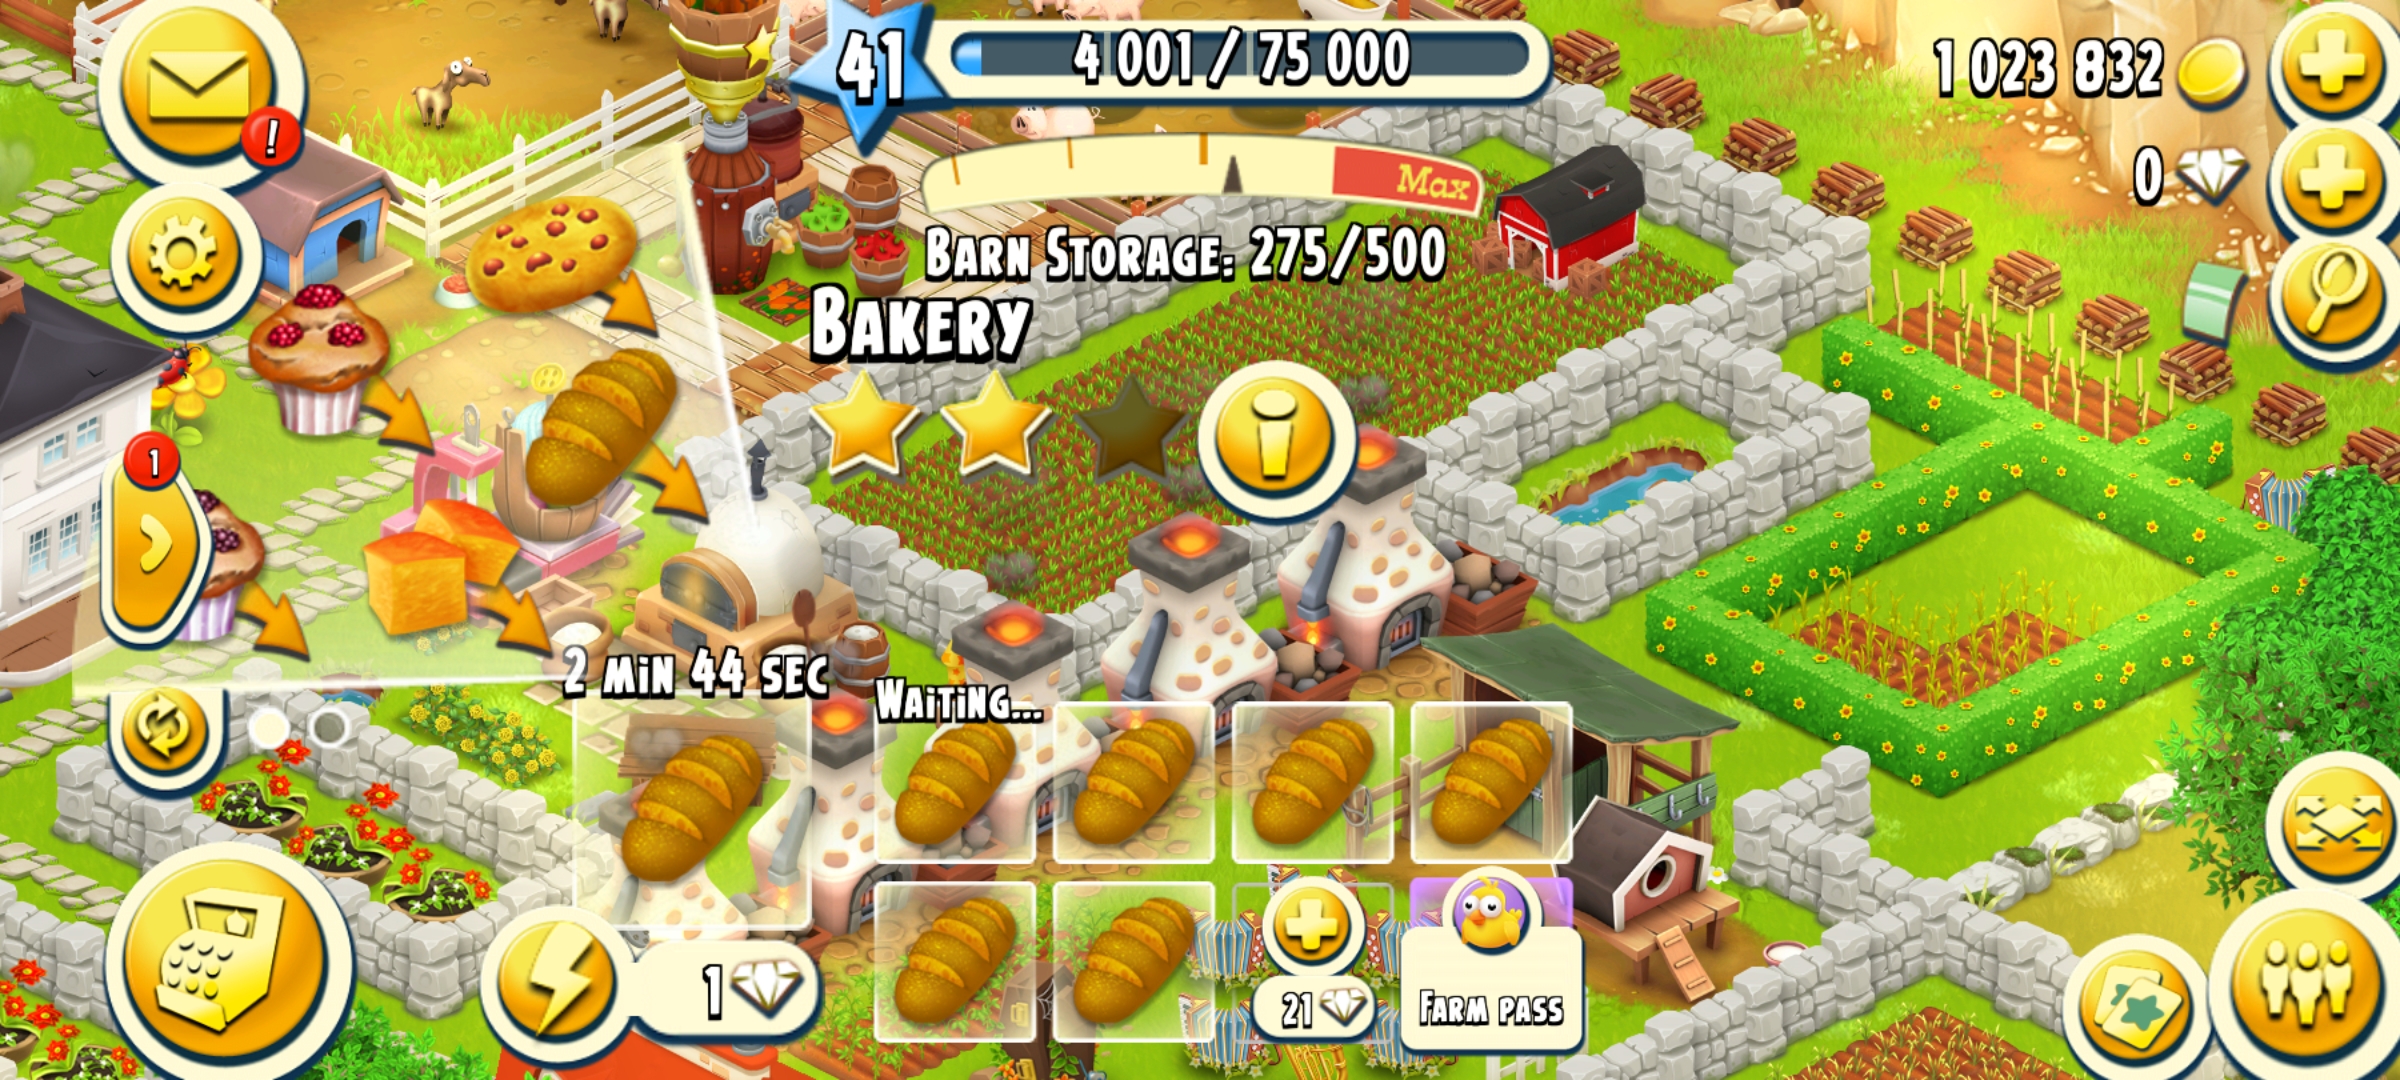 41
4 001 / 75 000
1 023 832
0
!
Max
Barn Storage: 275/500
Bakery
1
2 min 44 sec
Waiting...
1
21
Farm pass